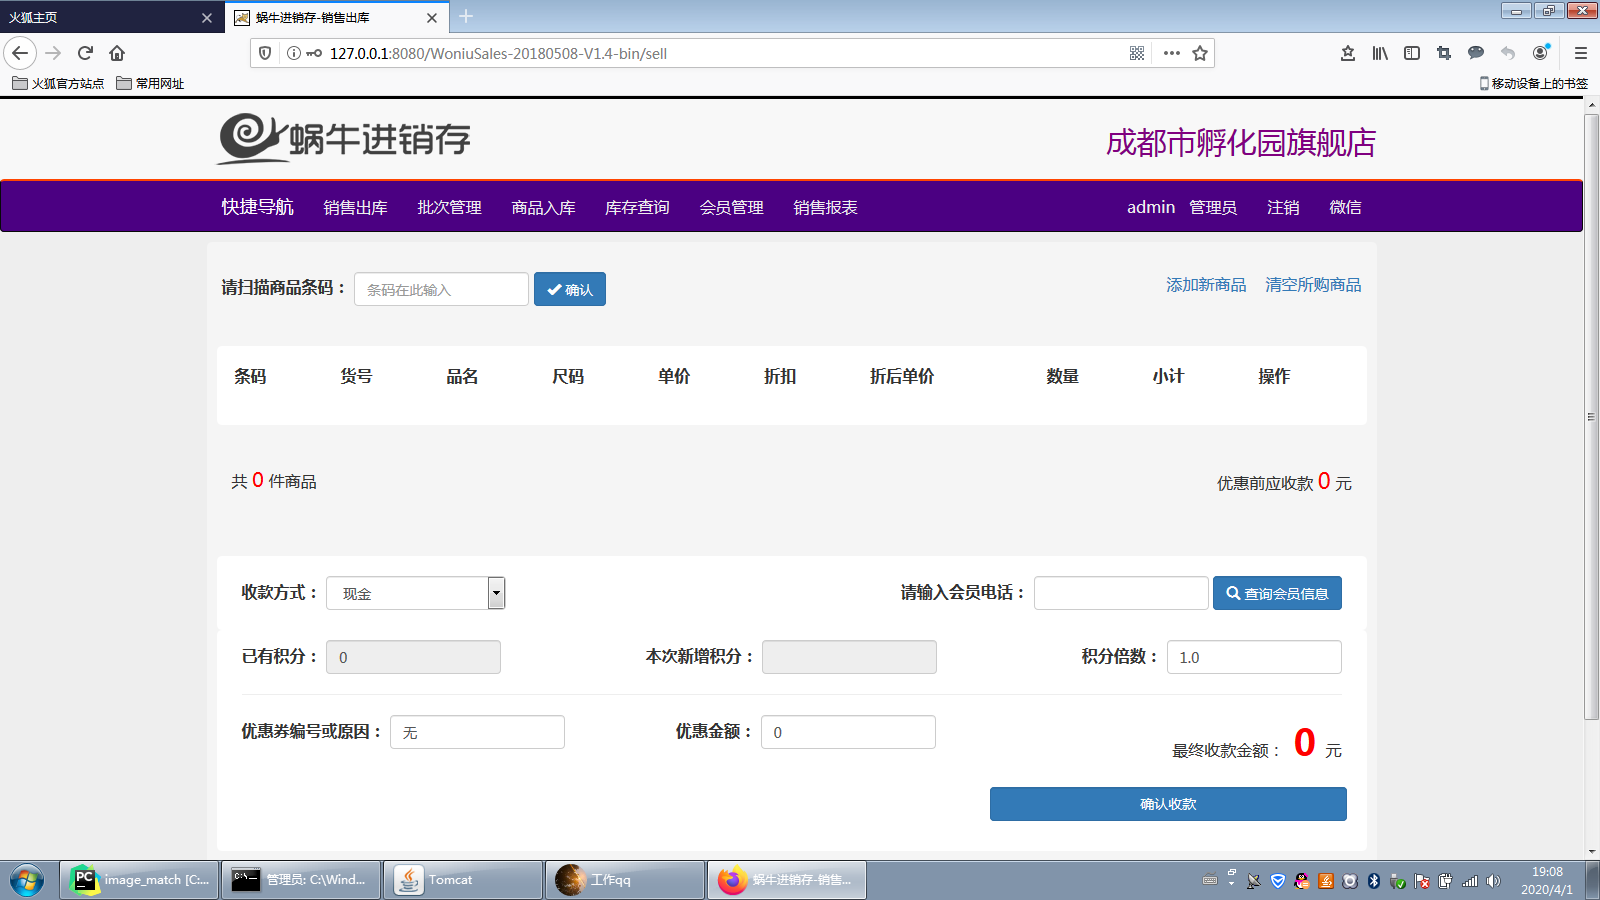 火狐主页
蜗牛进销存-销售出库
127.0.0.1:8080/WoniuSales-20180508-V1.4-bin/sell
火狐官方站点 常用网址 移动设备上的书签
蜗牛进销存 成都市孵化园旗舰店
快捷导航 销售出库 批次管理 商品入库 库存查询 会员管理 销售报表 admin 管理员 注销 微信
请扫描商品条码： 条码在此输入 确认 添加新商品 清空所购商品
条码 货号 品名 尺码 单价 折扣 折后单价 数量 小计 操作
共 0 件商品 优惠前应收款 0 元
收款方式： 现金 请输入会员电话： 查询会员信息
已有积分： 0 本次新增积分： 积分倍数： 1.0
优惠券编号或原因： 无 优惠金额： 0 最终收款金额： 0 元
确认收款
image_match [C:... 管理员: C:\Wind... Tomcat 工作qq 蜗牛进销存-销售... 19:08
2020/4/1